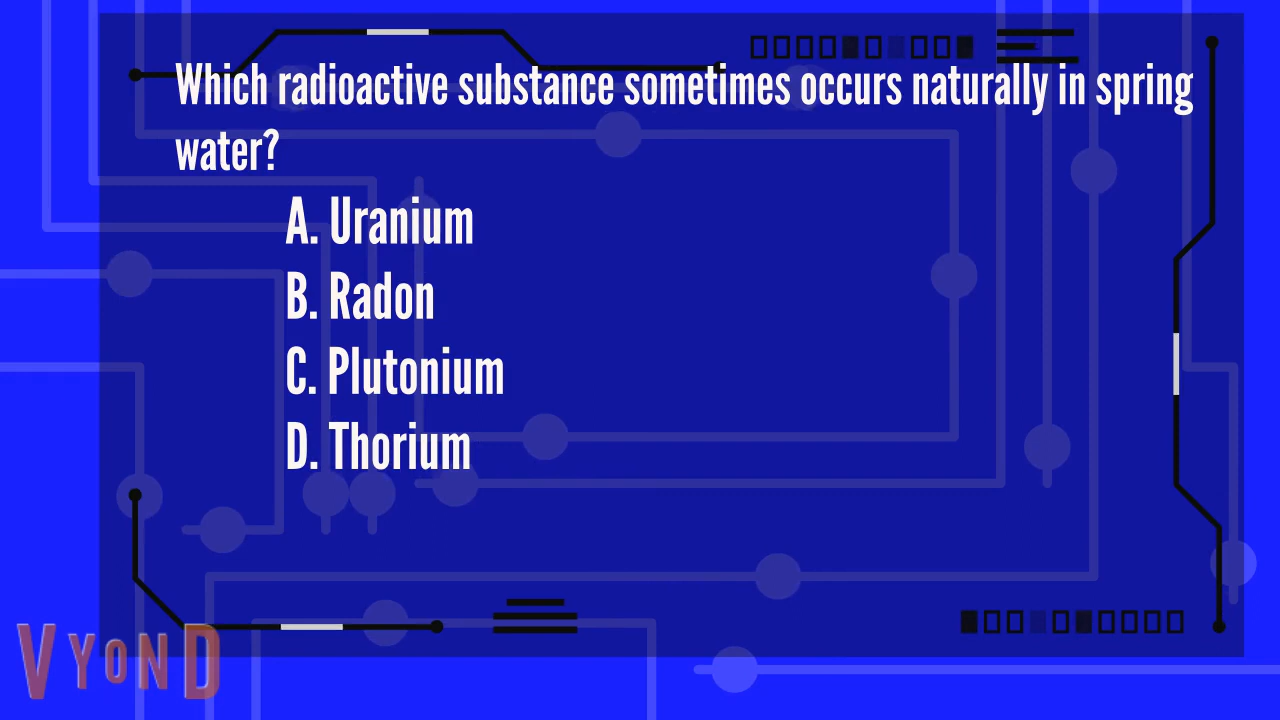 Which radioactive substance sometimes occurs naturally in spring
water?
A. Uranium
B. Radon
C. Plutonium
D. Thorium
VYOND